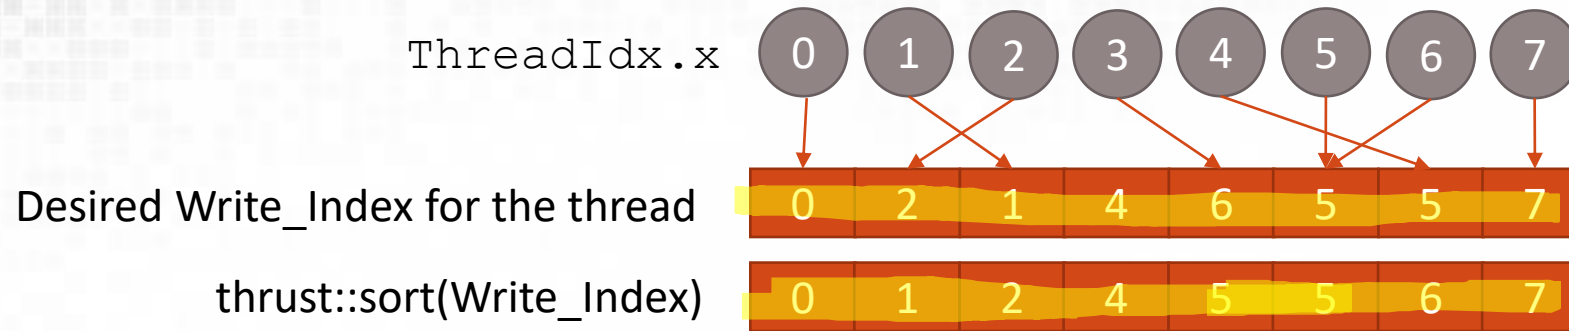 ThreadIdx.x 0 1 2 3 4 5 6 7
Desired Write_Index for the thread 0 2 1 4 6 5 5 7
thrust::sort(Write_Index) 0 1 2 4 5 5 6 7